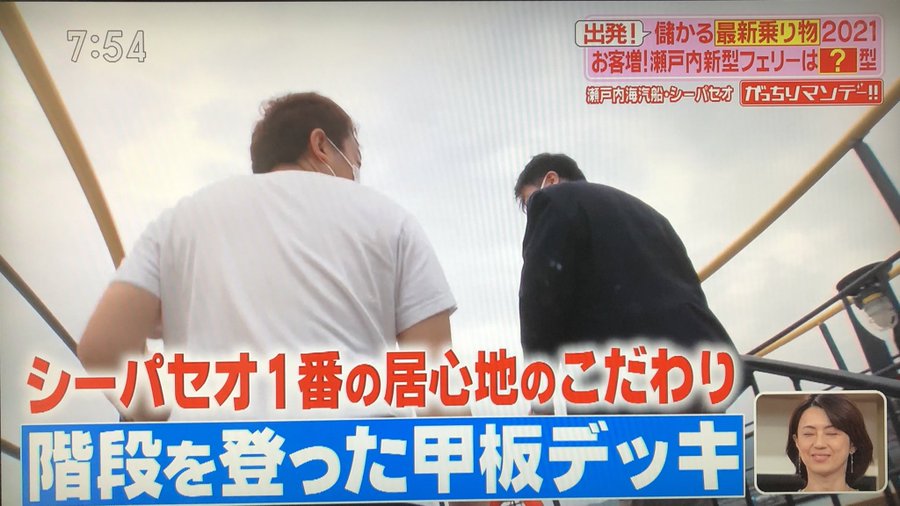 7:54
出発！儲かる最新乗り物2021
お客増！瀬戸内新型フェリーは？型
瀬戸内海汽船・シーパセオ がっちりマンデー!!
シーパセオ1番の居心地のこだわり
階段を登った甲板デッキ